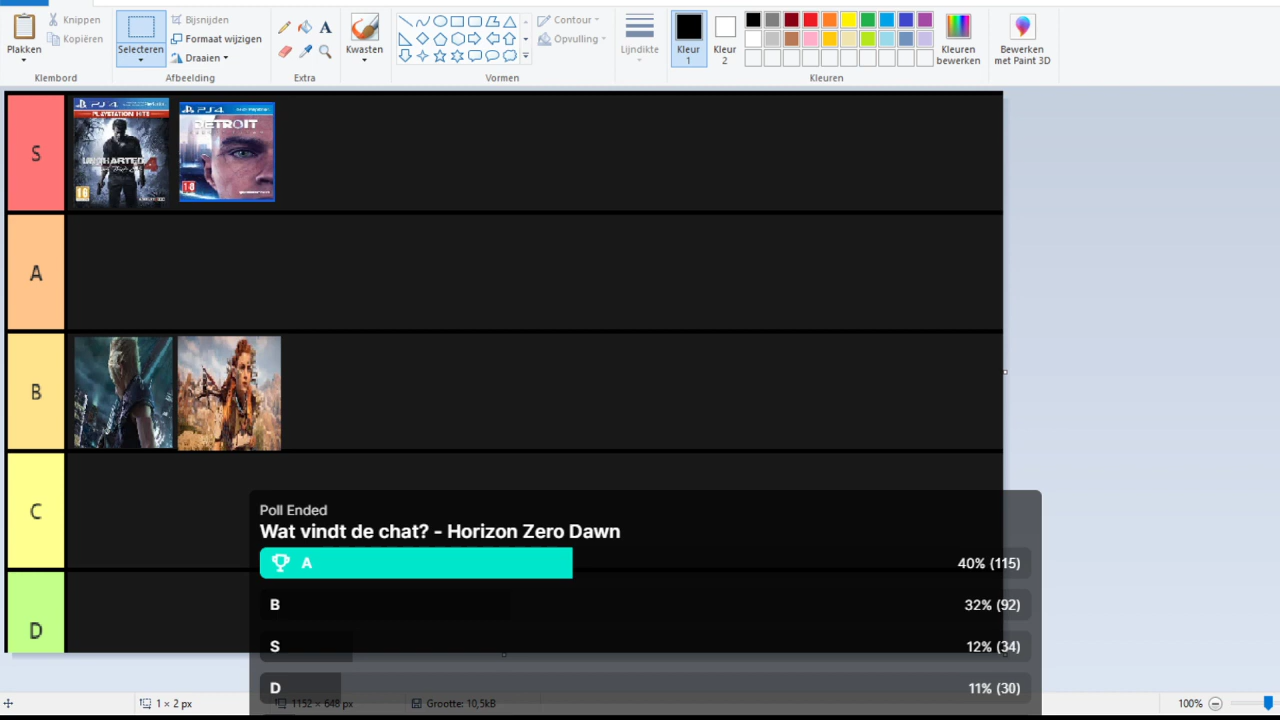 Plakken
Knippen
Kopiëren
Klembord
Selecteren
Bijsnijden
Formaat wijzigen
Draaien
Afbeelding
A
Extra
Kwasten
Contour
Opvulling
Vormen
Lijndikte
Kleur
1
Kleur
2
Kleuren
Kleuren
bewerken
Bewerken
met Paint 3D
S
PS4
PLAYSTATION HITS
UNCHARTED 4
16
PS4
DETROIT
18
A
B
C
D
Poll Ended
Wat vindt de chat? - Horizon Zero Dawn
A 40% (115)
B 32% (92)
S 12% (34)
D 11% (30)
1 × 2 px
1152 × 648 px
Grootte: 10,5kB
100%